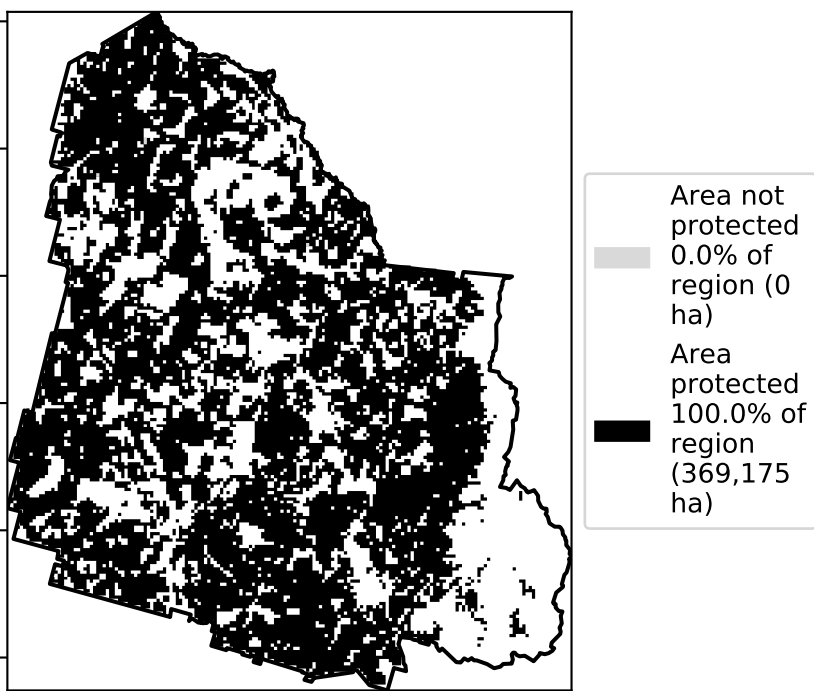 Area not
protected
0.0% of
region (0
ha)
Area
protected
100.0% of
region
(369,175
ha)